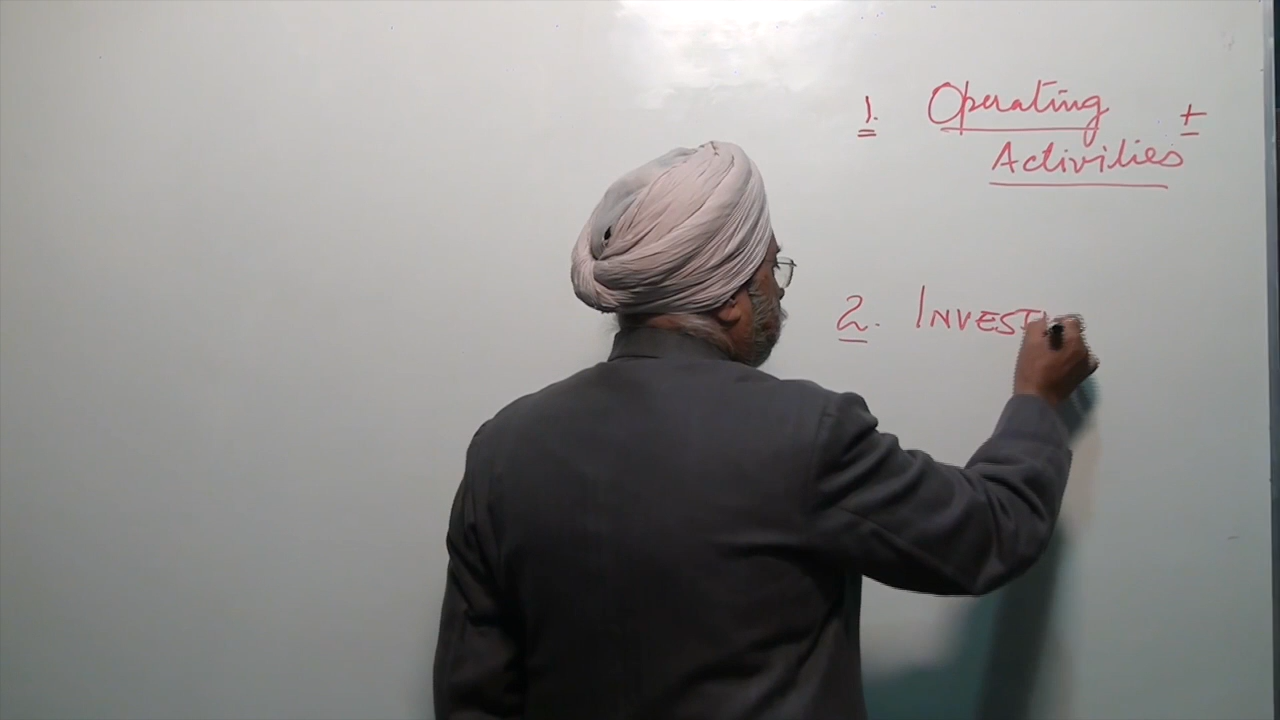 1. Operating ±
Activities
2. INVEST